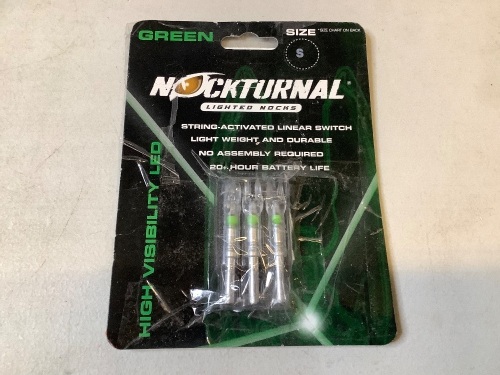 GREEN
SIZE *SIZE CHART ON BACK
S
NOCKTURNAL®
LIGHTED NOCKS
STRING-ACTIVATED LINEAR SWITCH
LIGHT WEIGHT AND DURABLE
NO ASSEMBLY REQUIRED
20+ HOUR BATTERY LIFE
HIGH VISIBILITY LED